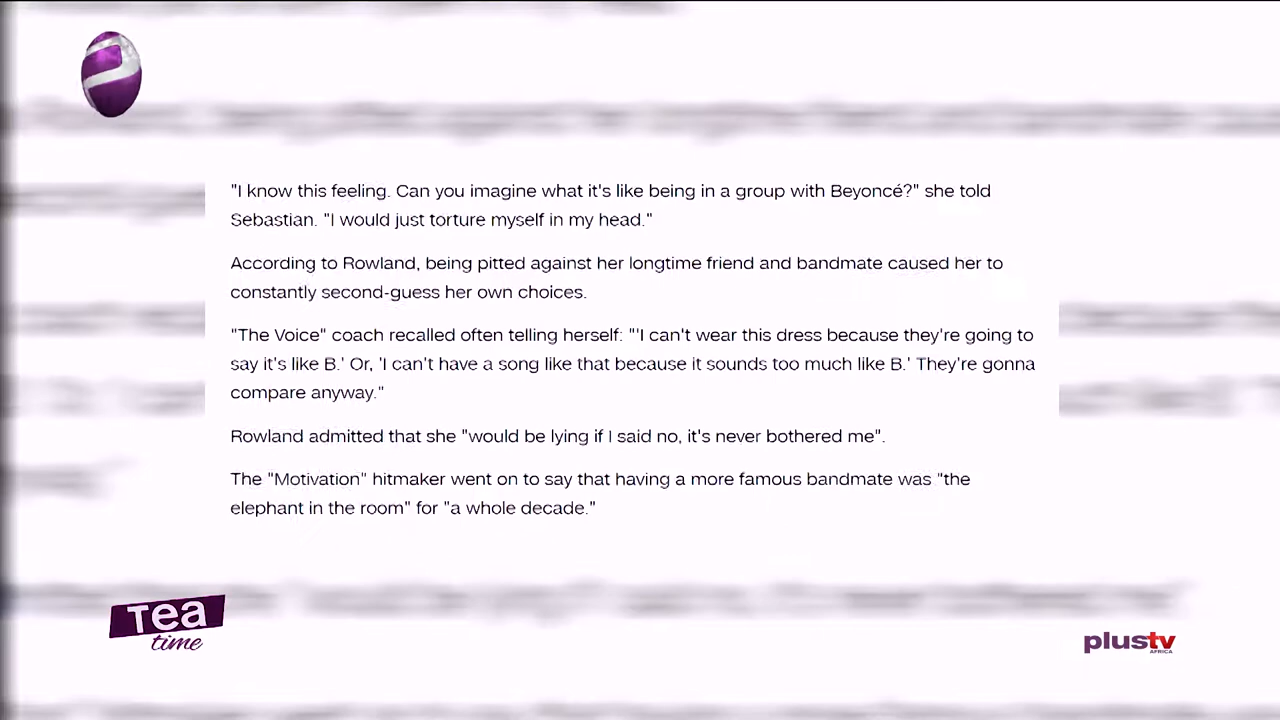 "I know this feeling. Can you imagine what it's like being in a group with Beyoncé?" she told
Sebastian. "I would just torture myself in my head."
According to Rowland, being pitted against her longtime friend and bandmate caused her to
constantly second-guess her own choices.
"The Voice" coach recalled often telling herself: "'I can't wear this dress because they're going to
say it's like B.' Or, 'I can't have a song like that because it sounds too much like B.' They're gonna
compare anyway."
Rowland admitted that she "would be lying if I said no, it's never bothered me".
The "Motivation" hitmaker went on to say that having a more famous bandmate was "the
elephant in the room" for "a whole decade."
Tea
time
plustv
AFRICA